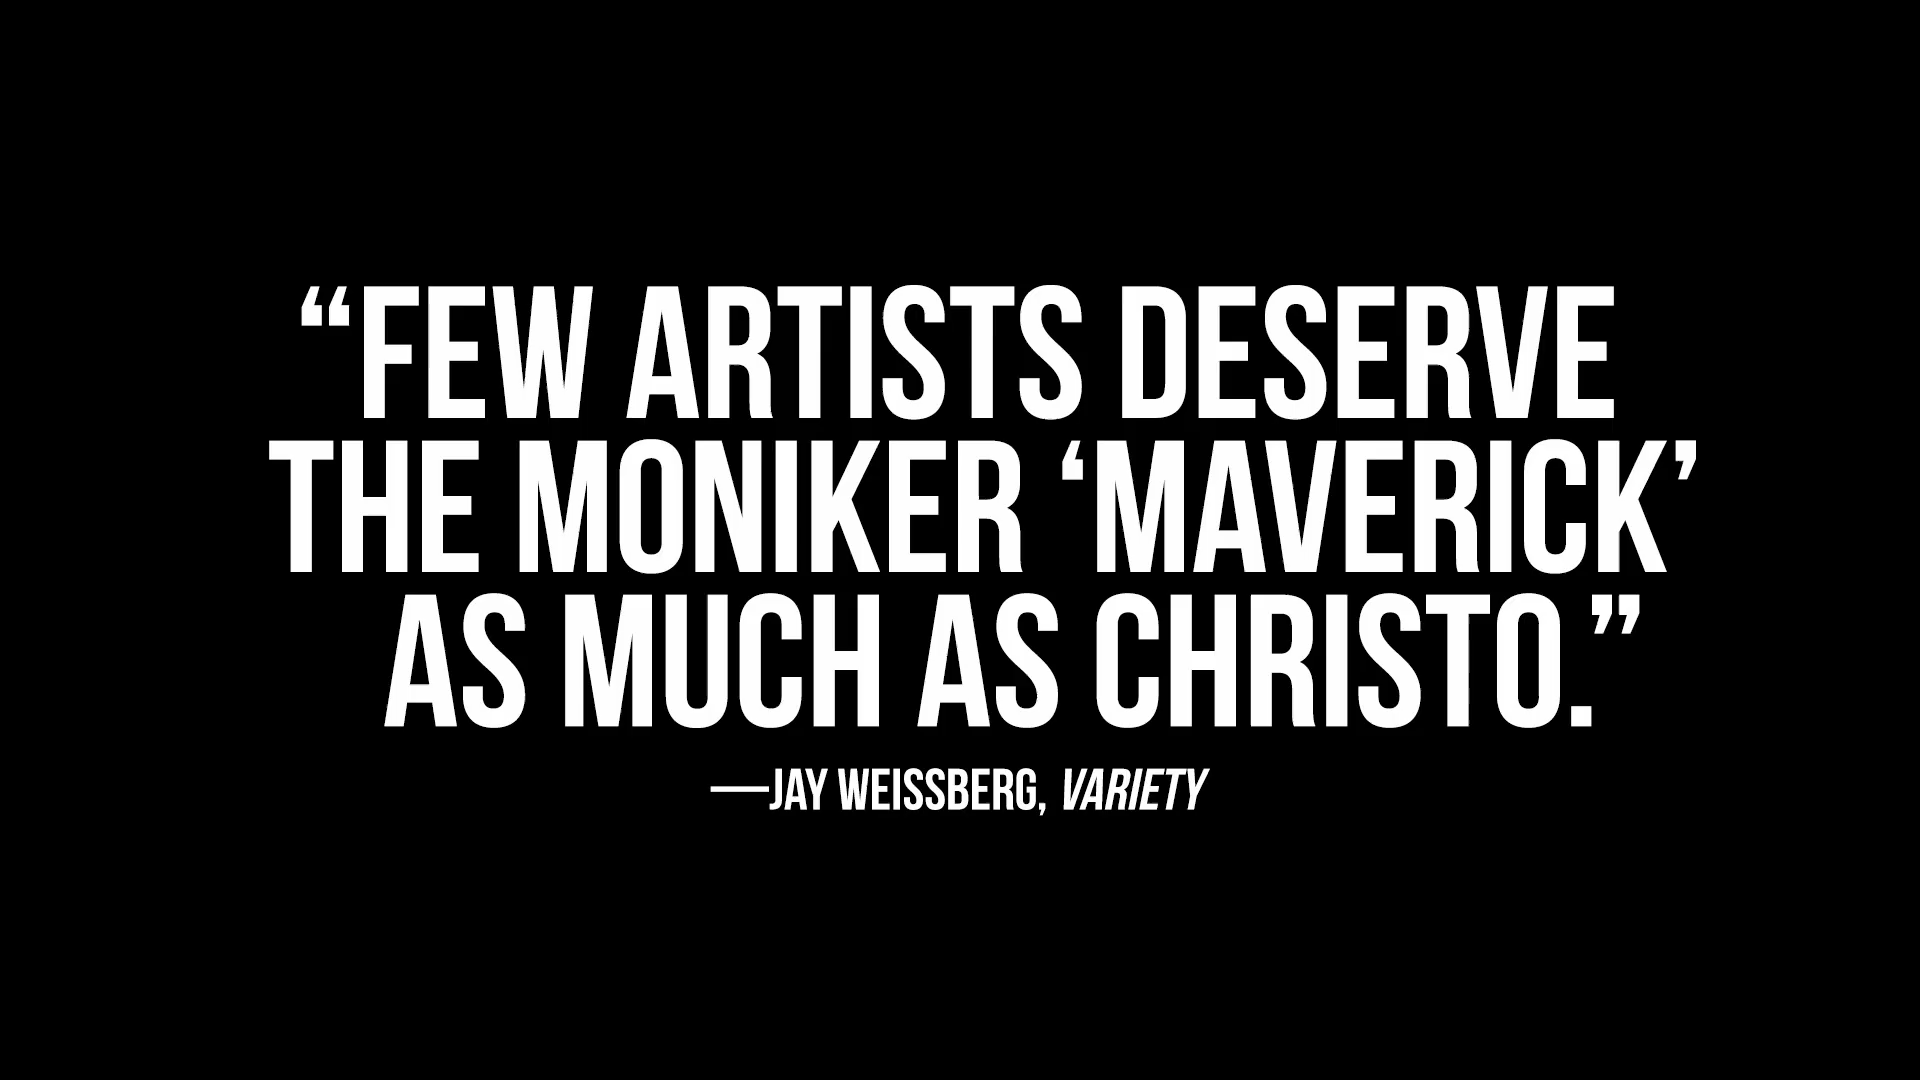 “FEW ARTISTS DESERVE
THE MONIKER ‘MAVERICK’
AS MUCH AS CHRISTO.”
—JAY WEISSBERG, VARIETY